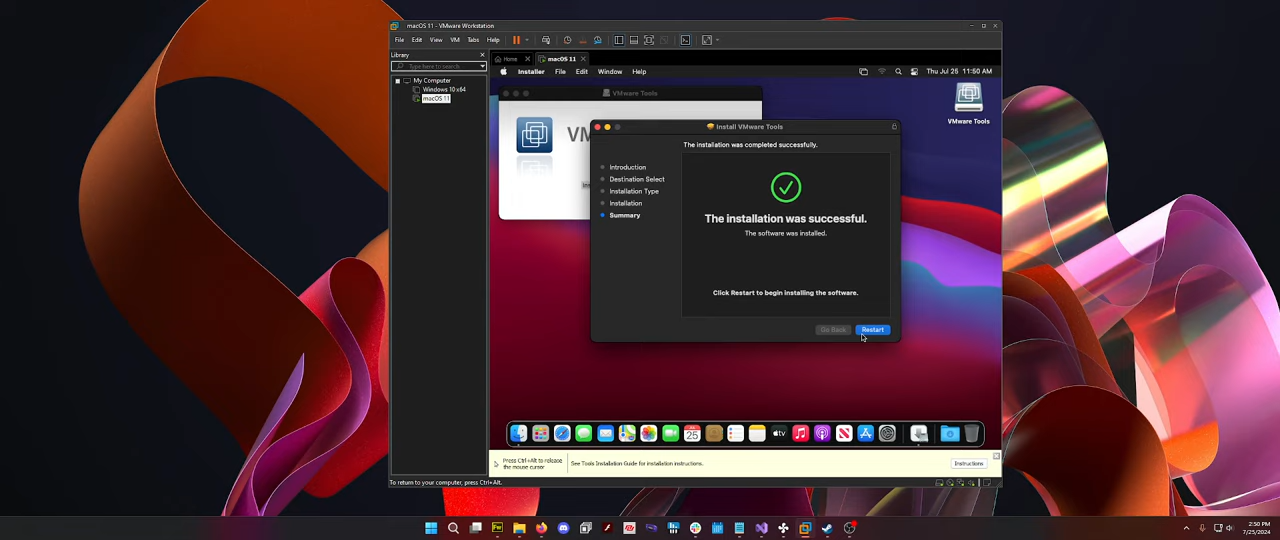 macOS 11 - VMware Workstation
File Edit View VM Tabs Help
Library
Type here to search
My Computer
Windows 10 x64
macOS 11
Home
macOS 11
Installer File Edit Window Help
Thu Jul 25 11:50 AM
VMware Tools
VM
VMware Tools
Install VMware Tools
The installation was completed successfully.
Introduction
Destination Select
Installation Type
Installation
Summary
The installation was successful.
The software was installed.
Click Restart to begin installing the software.
Go Back
Restart
JUL
25
tv
Press Ctrl+Alt to release
the mouse cursor
See Tools Installation Guide for installation instructions.
Instructions
To return to your computer, press Ctrl+Alt.
Fw
2:50 PM
7/25/2024